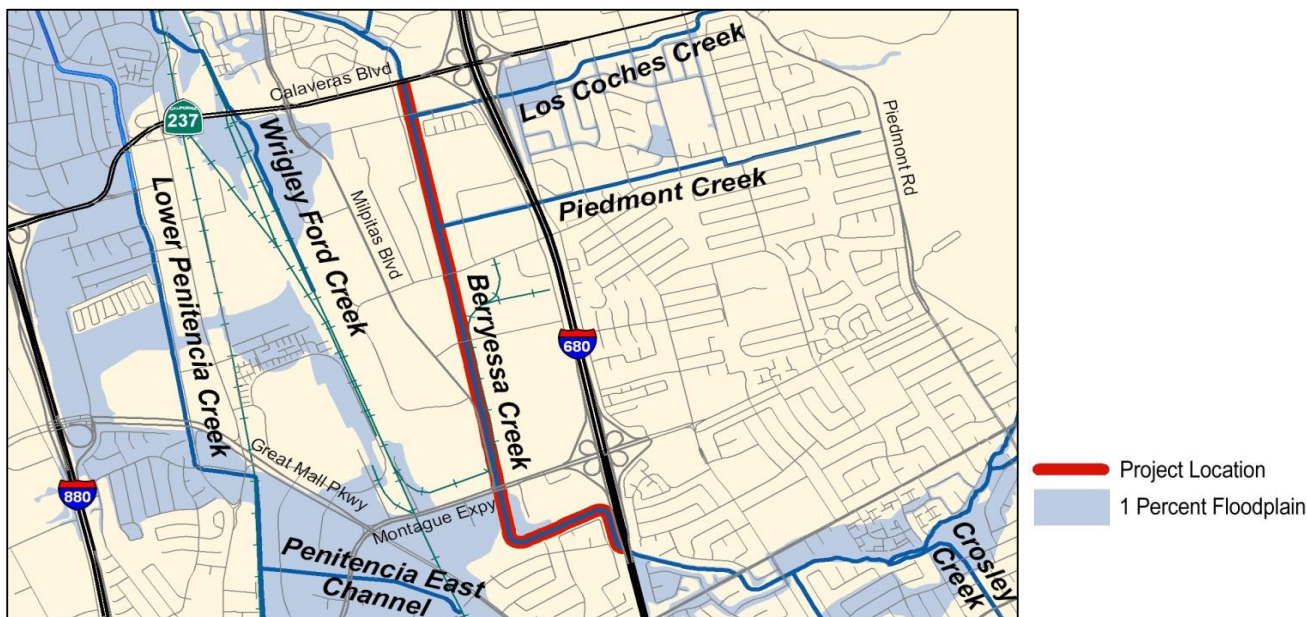 Calaveras Blvd
Los Coches Creek
CALIFORNIA
237
Piedmont Rd
Wrigley Ford Creek
Lower Penitencia Creek
Milpitas Blvd
Piedmont Creek
Berryessa Creek
680
Great Mall Pkwy
880
Montague Expy
Penitencia East
Channel
Crosley
Creek
Project Location
1 Percent Floodplain